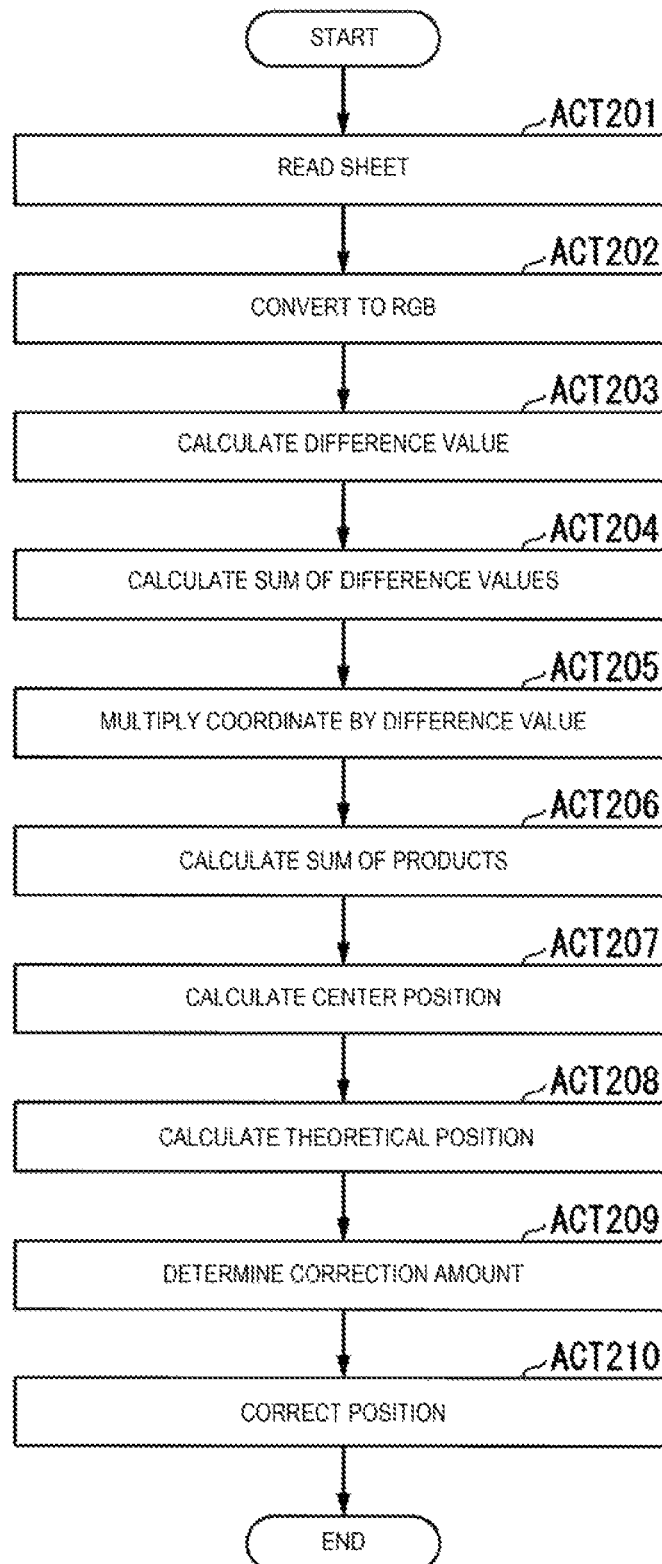 START
ACT201
READ SHEET
ACT202
CONVERT TO RGB
ACT203
CALCULATE DIFFERENCE VALUE
ACT204
CALCULATE SUM OF DIFFERENCE VALUES
ACT205
MULTIPLY COORDINATE BY DIFFERENCE VALUE
ACT206
CALCULATE SUM OF PRODUCTS
ACT207
CALCULATE CENTER POSITION
ACT208
CALCULATE THEORETICAL POSITION
ACT209
DETERMINE CORRECTION AMOUNT
ACT210
CORRECT POSITION
END